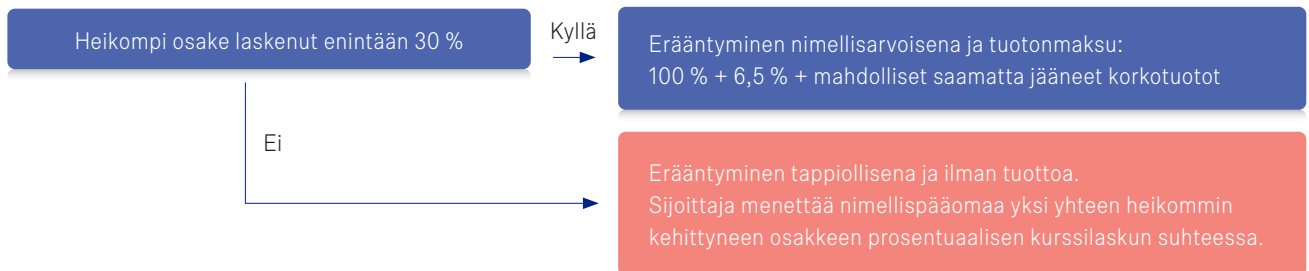 Heikompi osake laskenut enintään 30 %
Kyllä
Erääntyminen nimellisarvoisena ja tuotonmaksu:
100 % + 6,5 % + mahdolliset saamatta jääneet korkotuotot
Ei
Erääntyminen tappiollisena ja ilman tuottoa.
Sijoittaja menettää nimellispääomaa yksi yhteen heikommin
kehittyneen osakkeen prosentuaalisen kurssilaskun suhteessa.